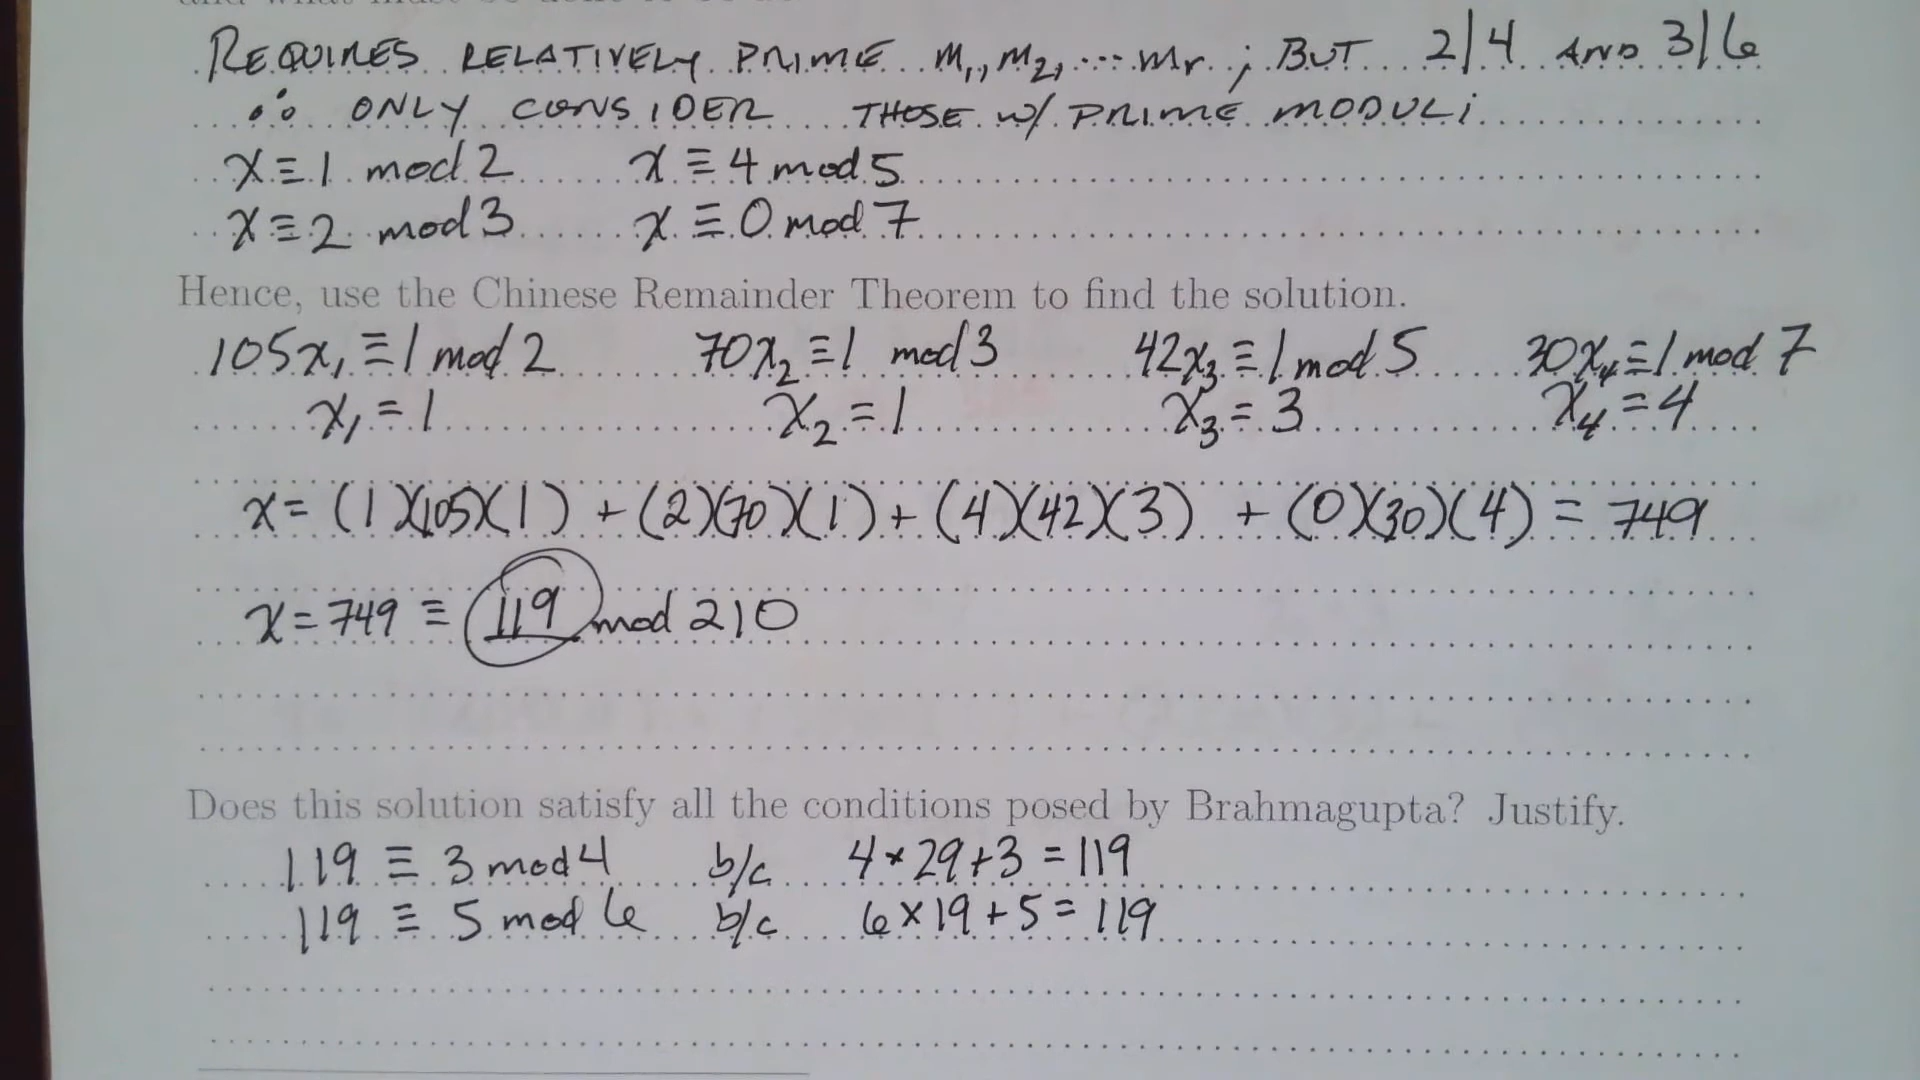 REQUIRES RELATIVELY PRIME m₁, m₂, ... mᵣ ; BUT 2|4 AND 3|6
∴ ONLY CONSIDER THOSE W/ PRIME MODULI
x ≡ 1 mod 2 x ≡ 4 mod 5
x ≡ 2 mod 3 x ≡ 0 mod 7
Hence, use the Chinese Remainder Theorem to find the solution.
105x₁ ≡ 1 mod 2 70x₂ ≡ 1 mod 3 42x₃ ≡ 1 mod 5 30x₄ ≡ 1 mod 7
x₁ = 1 x₂ = 1 x₃ = 3 x₄ = 4
x = (1)(105)(1) + (2)(70)(1) + (4)(42)(3) + (0)(30)(4) = 749
x = 749 ≡ 119 mod 210
Does this solution satisfy all the conditions posed by Brahmagupta? Justify.
119 ≡ 3 mod 4 b/c 4 × 29 + 3 = 119
119 ≡ 5 mod 6 b/c 6 × 19 + 5 = 119